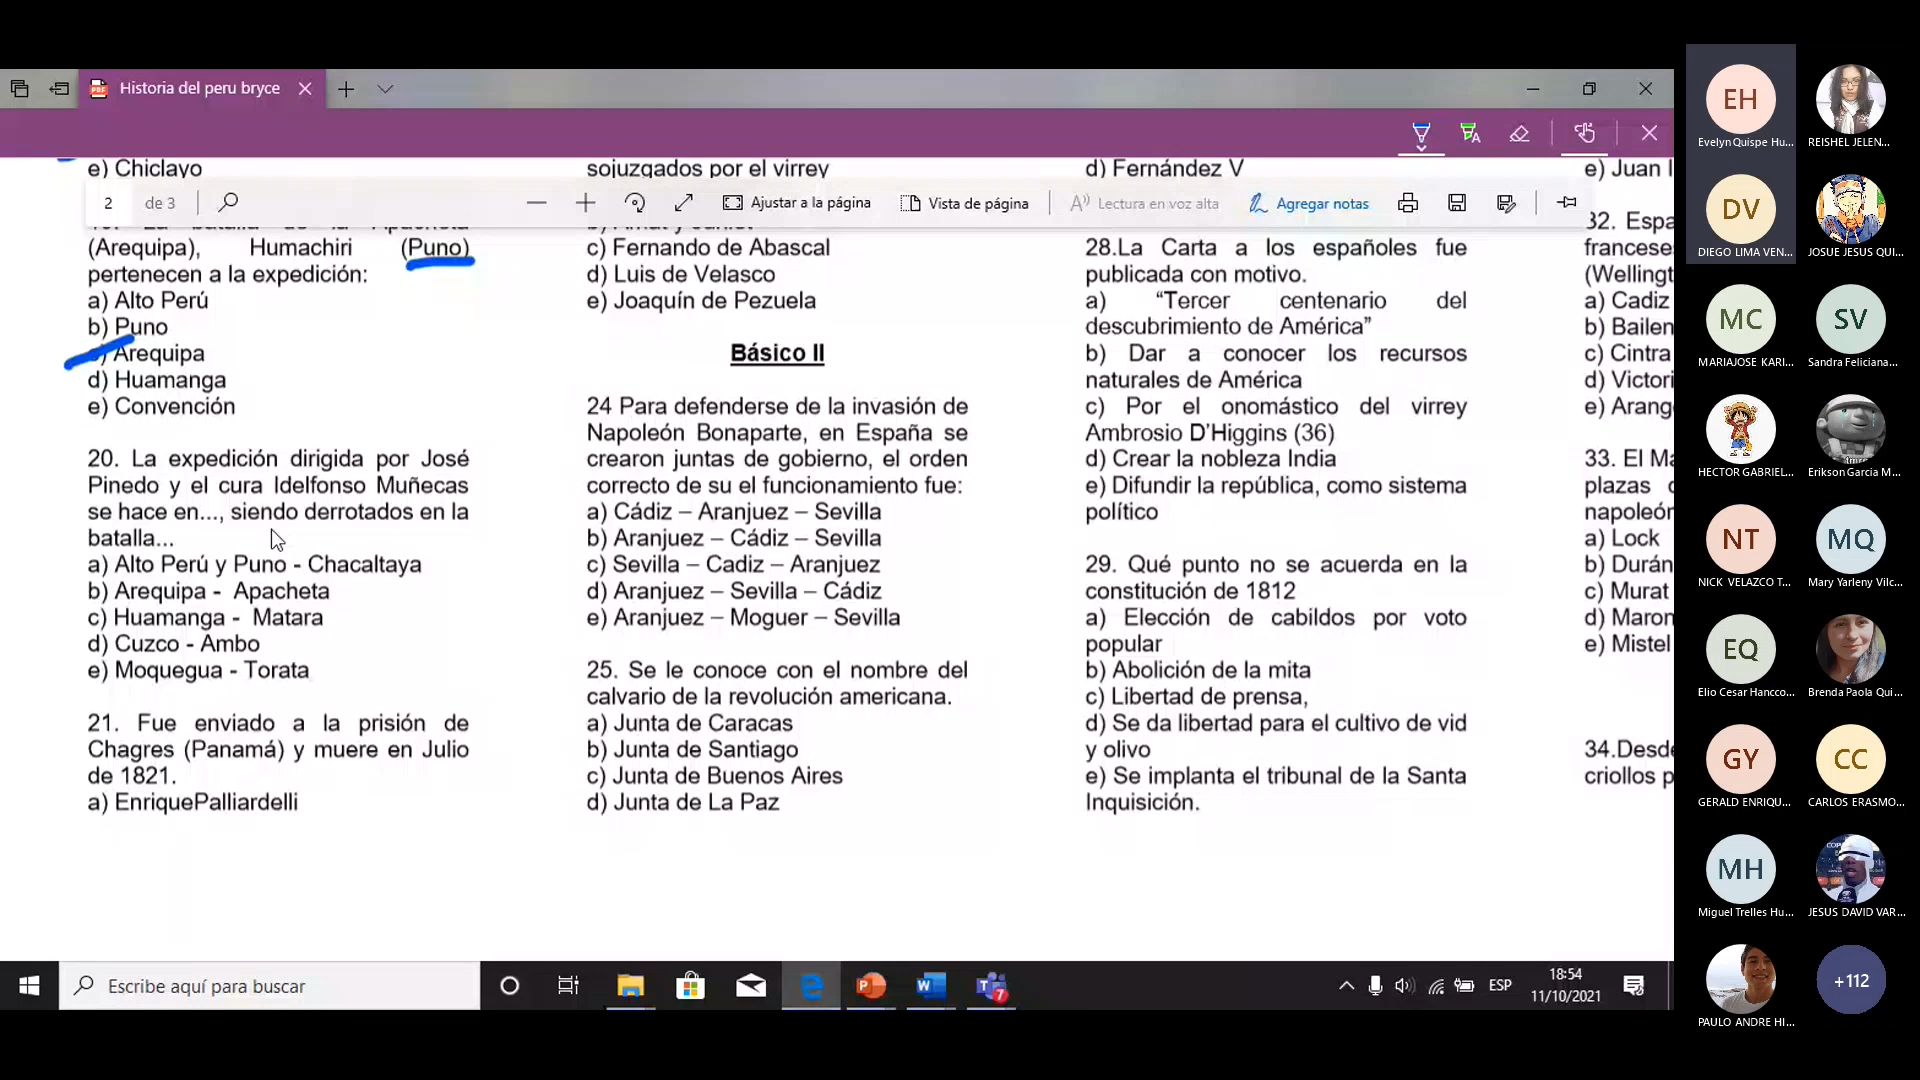 Historia del peru bryce
2 de 3
Ajustar a la página
Vista de página
Lectura en voz alta
Agregar notas
e) Chiclayo
(Arequipa), Humachiri (Puno)
pertenecen a la expedición:
a) Alto Perú
b) Puno
c) Arequipa
d) Huamanga
e) Convención
20. La expedición dirigida por José
Pinedo y el cura Idelfonso Muñecas
se hace en..., siendo derrotados en la
batalla...
a) Alto Perú y Puno - Chacaltaya
b) Arequipa - Apacheta
c) Huamanga - Matara
d) Cuzco - Ambo
e) Moquegua - Torata
21. Fue enviado a la prisión de
Chagres (Panamá) y muere en Julio
de 1821.
a) EnriquePalliardelli
sojuzgados por el virrey
c) Fernando de Abascal
d) Luis de Velasco
e) Joaquín de Pezuela
Básico II
24 Para defenderse de la invasión de
Napoleón Bonaparte, en España se
crearon juntas de gobierno, el orden
correcto de su el funcionamiento fue:
a) Cádiz – Aranjuez – Sevilla
b) Aranjuez – Cádiz – Sevilla
c) Sevilla – Cadiz – Aranjuez
d) Aranjuez – Sevilla – Cádiz
e) Aranjuez – Moguer – Sevilla
25. Se le conoce con el nombre del
calvario de la revolución americana.
a) Junta de Caracas
b) Junta de Santiago
c) Junta de Buenos Aires
d) Junta de La Paz
d) Fernández V
28.La Carta a los españoles fue
publicada con motivo.
a) “Tercer centenario del
descubrimiento de América”
b) Dar a conocer los recursos
naturales de América
c) Por el onomástico del virrey
Ambrosio D’Higgins (36)
d) Crear la nobleza India
e) Difundir la república, como sistema
político
29. Qué punto no se acuerda en la
constitución de 1812
a) Elección de cabildos por voto
popular
b) Abolición de la mita
c) Libertad de prensa,
d) Se da libertad para el cultivo de vid
y olivo
e) Se implanta el tribunal de la Santa
Inquisición.
e) Juan
32. Espa
france
(Wellingt
a) Cadiz
b) Bailen
c) Cintra
d) Victori
e) Arang
33. El Ma
plazas
napoleón
a) Lock
b) Durán
c) Murat
d) Maron
e) Mistel
34.Desde
criollos p
Escribe aquí para buscar
ESP
18:54
11/10/2021
7
EH
Evelyn Quispe Hu...
REISHEL JELEN...
DV
DIEGO LIMA VEN...
JOSUE JESUS QUI...
MC
MARIAJOSE KARI...
SV
Sandra Feliciana...
HECTOR GABRIEL...
Erikson Garcia M...
NT
NICK VELAZCO T...
MQ
Mary Yarleny Vilc...
EQ
Elio Cesar Hancco...
Brenda Paola Qui...
GY
GERALD ENRIQU...
CC
CARLOS ERASMO...
MH
Miguel Trelles Hu...
JESUS DAVID VAR...
PAULO ANDRE HI...
+112